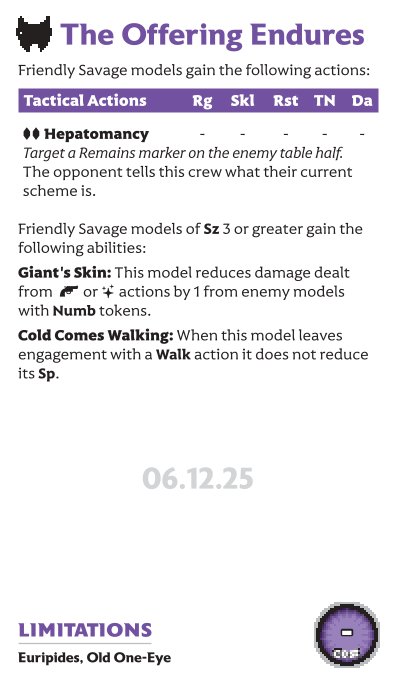 The Offering Endures
Friendly Savage models gain the following actions:
Tactical Actions Rg Skl Rst TN Da
Hepatomancy - - - - -
Target a Remains marker on the enemy table half.
The opponent tells this crew what their current
scheme is.
Friendly Savage models of Sz 3 or greater gain the
following abilities:
Giant's Skin: This model reduces damage dealt
from or actions by 1 from enemy models
with Numb tokens.
Cold Comes Walking: When this model leaves
engagement with a Walk action it does not reduce
its Sp.
06.12.25
LIMITATIONS
Euripides, Old One-Eye
-
COST